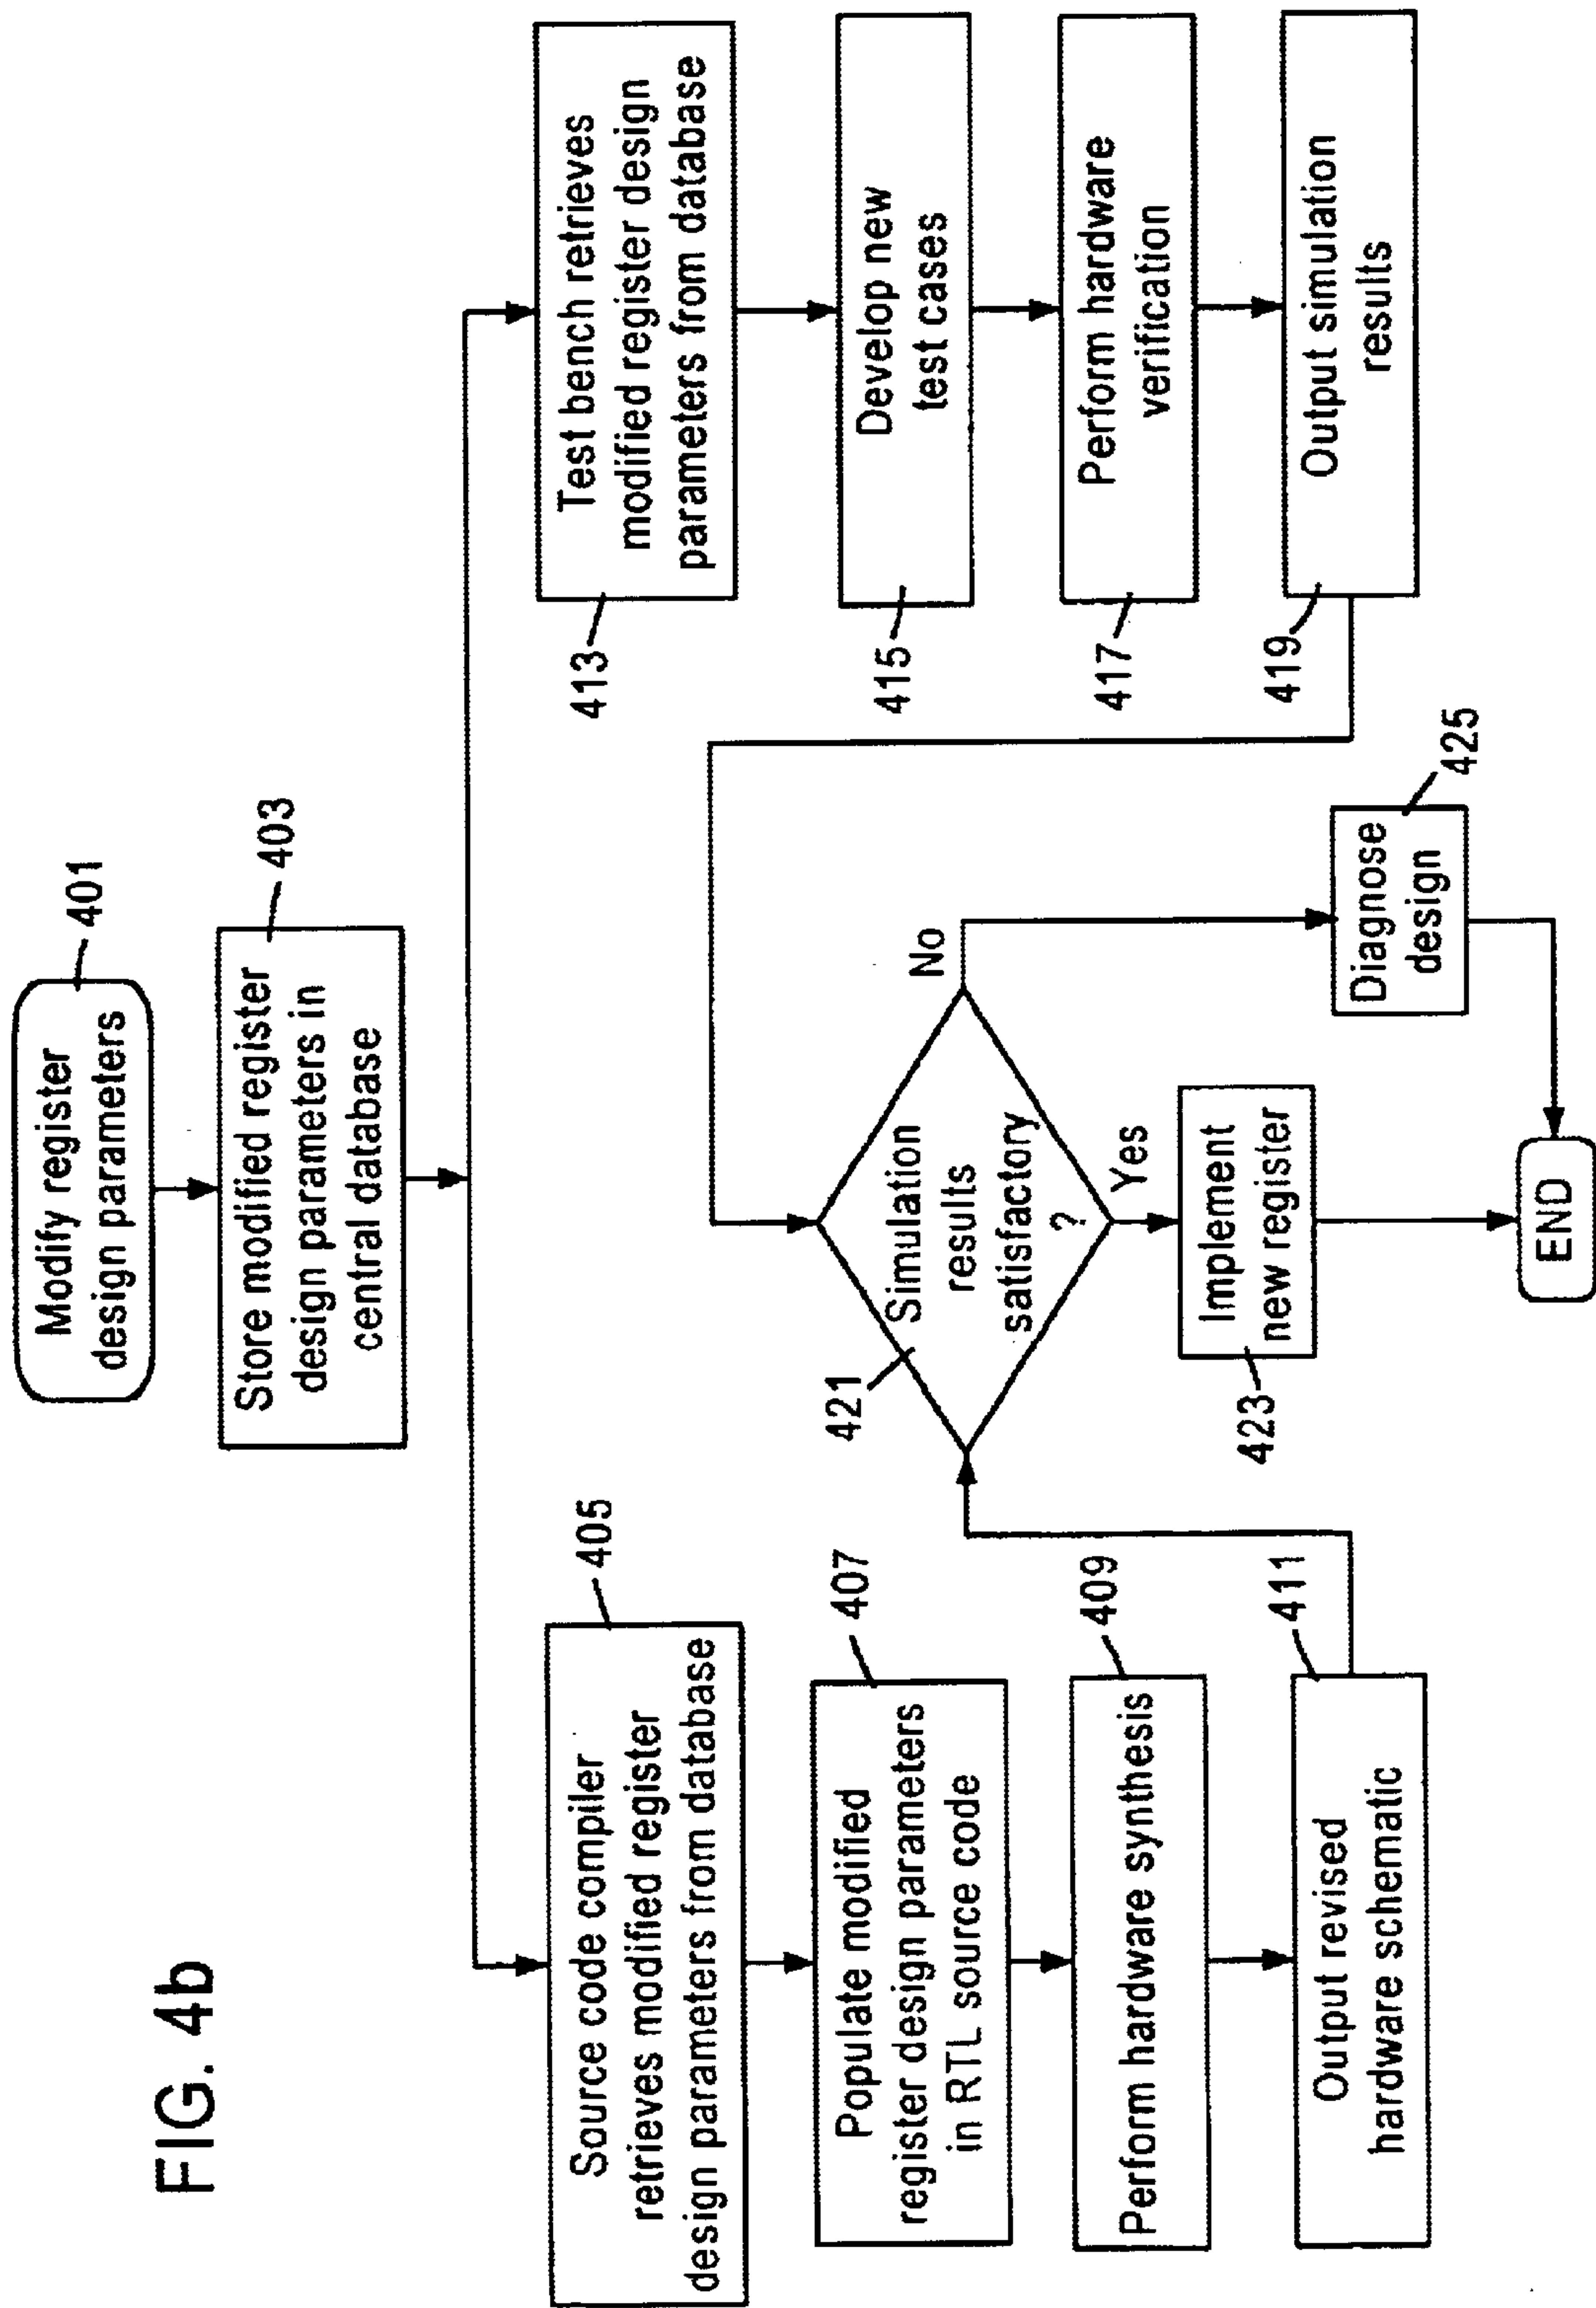 FIG. 4b
Modify register
design parameters
401
Store modified register
design parameters in
central database
403
Source code compiler
retrieves modified register
design parameters from database
405
Populate modified
register design parameters
in RTL source code
407
Perform hardware synthesis
409
Output revised
hardware schematic
411
Test bench retrieves
modified register design
parameters from database
413
Develop new
test cases
415
Perform hardware
verification
417
Output simulation
results
419
Simulation
results
satisfactory
?
421
Yes
No
Implement
new register
423
Diagnose
design
425
END